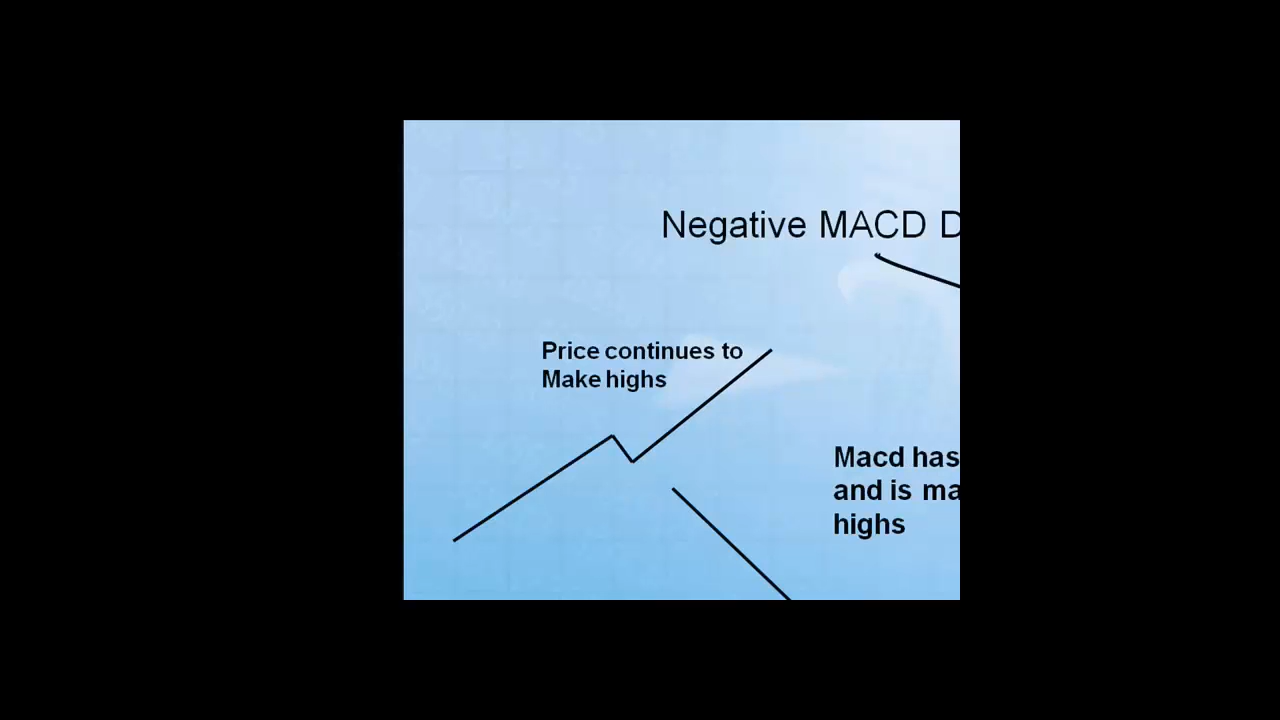 Negative MACD D
Price continues to
Make highs
Macd has
and is ma
highs